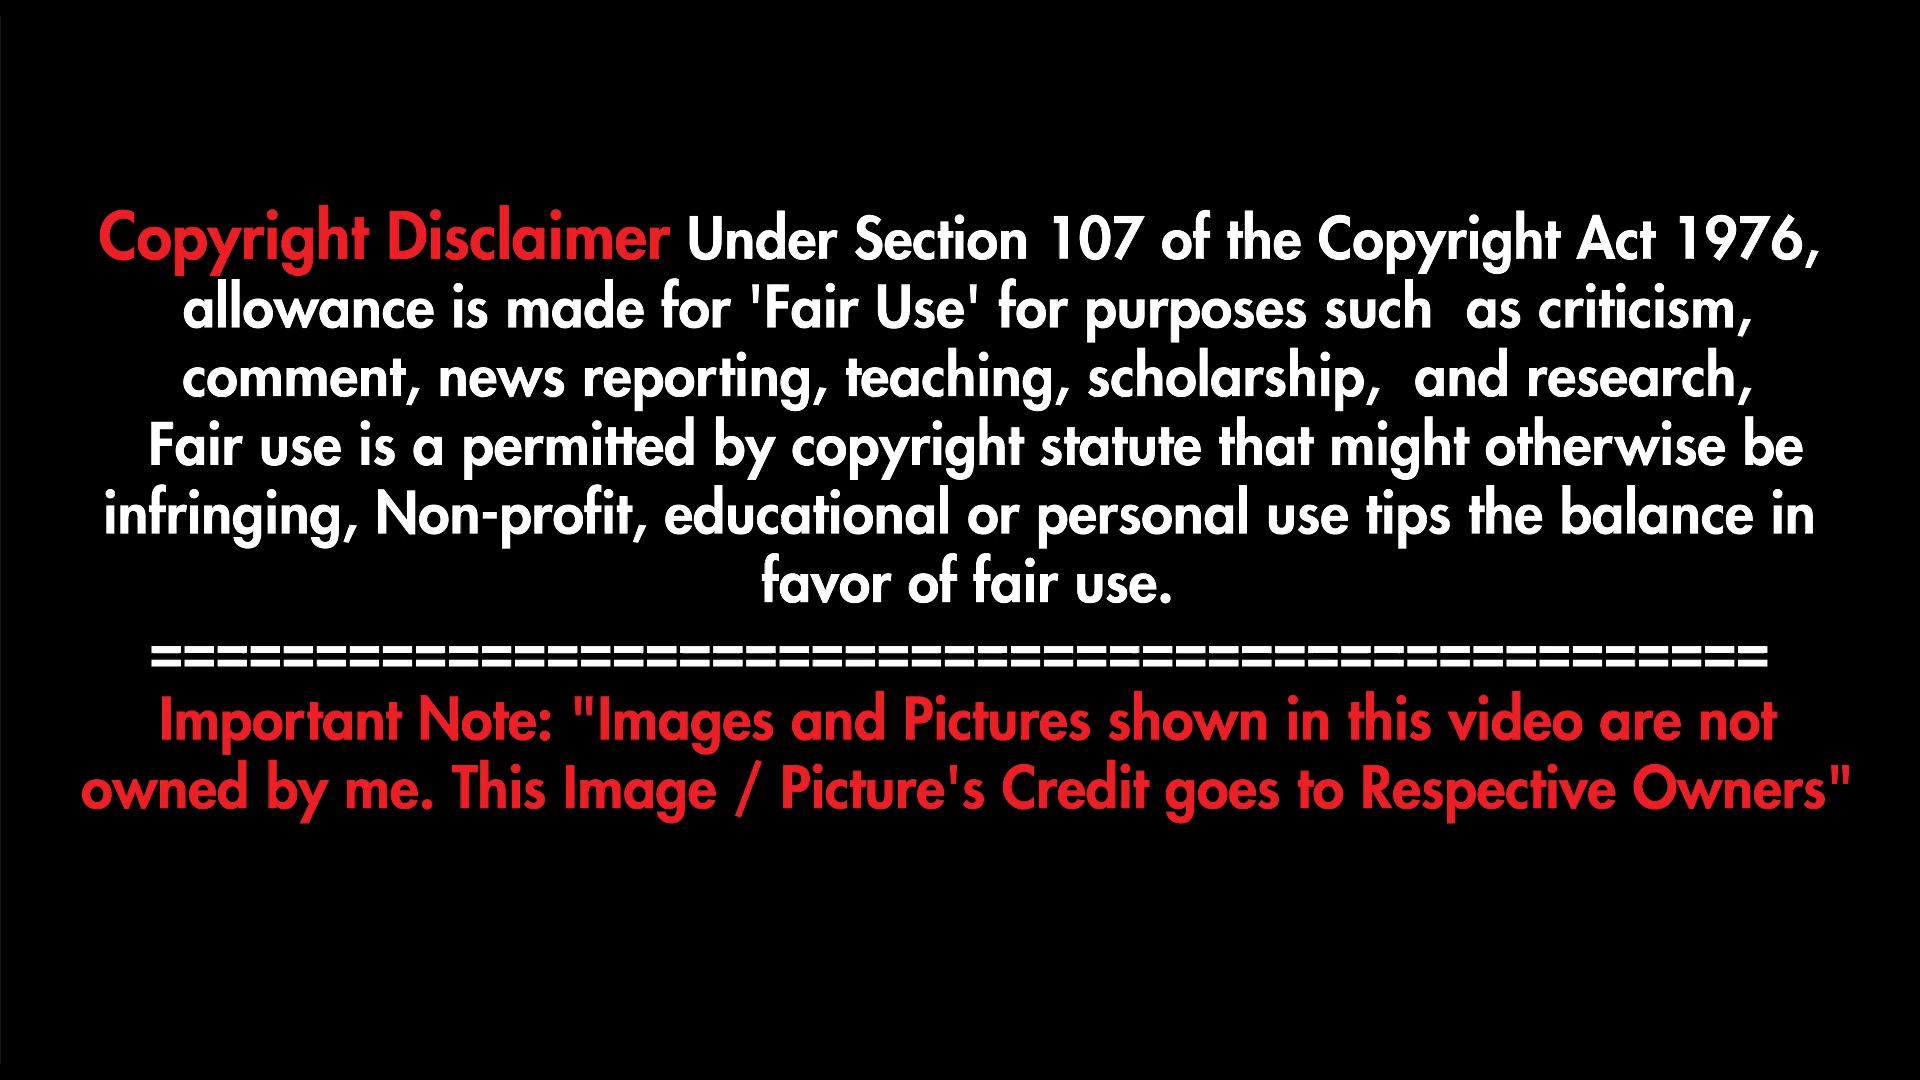 Copyright Disclaimer Under Section 107 of the Copyright Act 1976,
allowance is made for 'Fair Use' for purposes such  as criticism,
comment, news reporting, teaching, scholarship,  and research,
Fair use is a permitted by copyright statute that might otherwise be
infringing, Non-profit, educational or personal use tips the balance in
favor of fair use.
=================================================
Important Note: "Images and Pictures shown in this video are not
owned by me. This Image / Picture's Credit goes to Respective Owners"